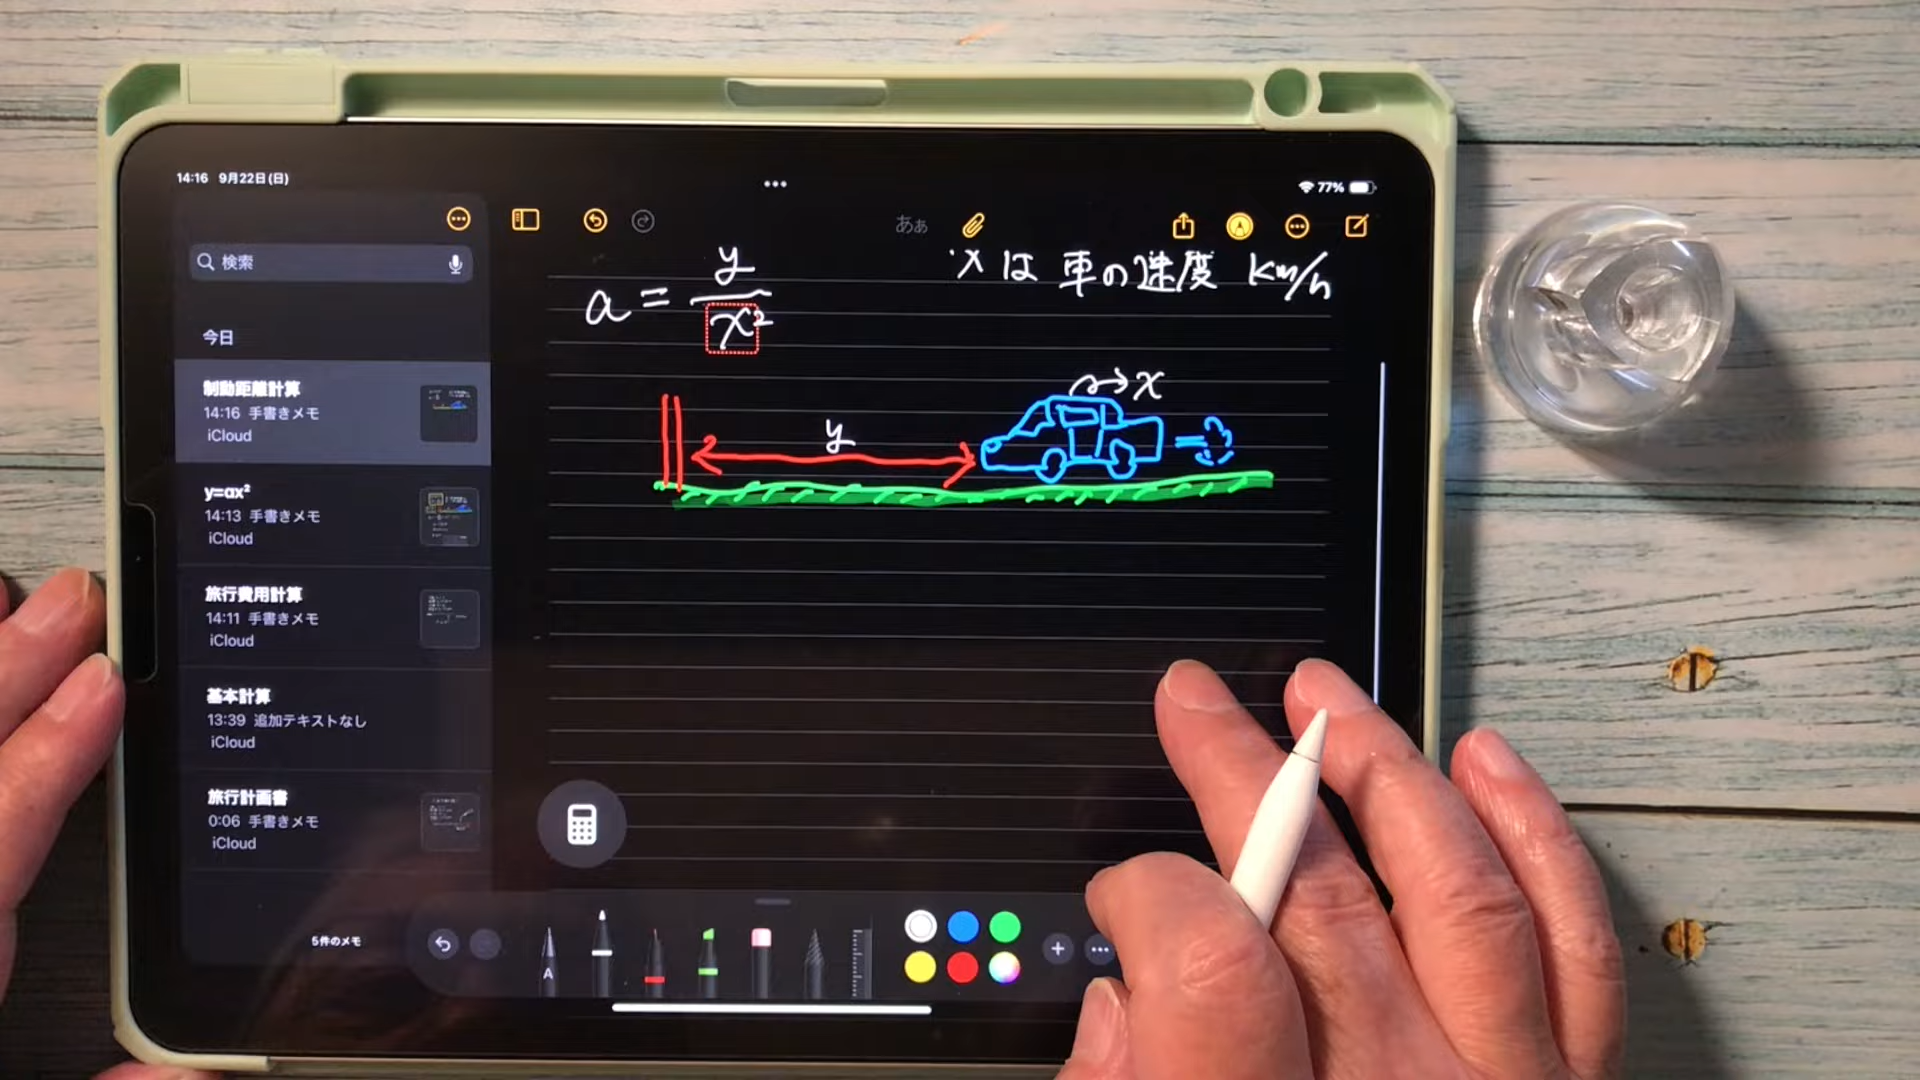 14:16 9月22日(日)
77%
検索
あぁ
今日
制動距離計算
14:16 手書きメモ
iCloud
y=ax²
14:13 手書きメモ
iCloud
旅行費用計算
14:11 手書きメモ
iCloud
基本計算
13:39 追加テキストなし
iCloud
旅行計画書
0:06 手書きメモ
iCloud
5件のメモ
a = y/x²
xは車の速度 km/h
x
y
A